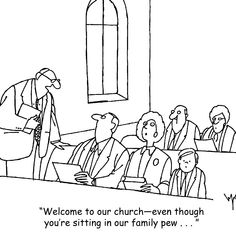 "Welcome to our church—even though
you're sitting in our family pew . . . "